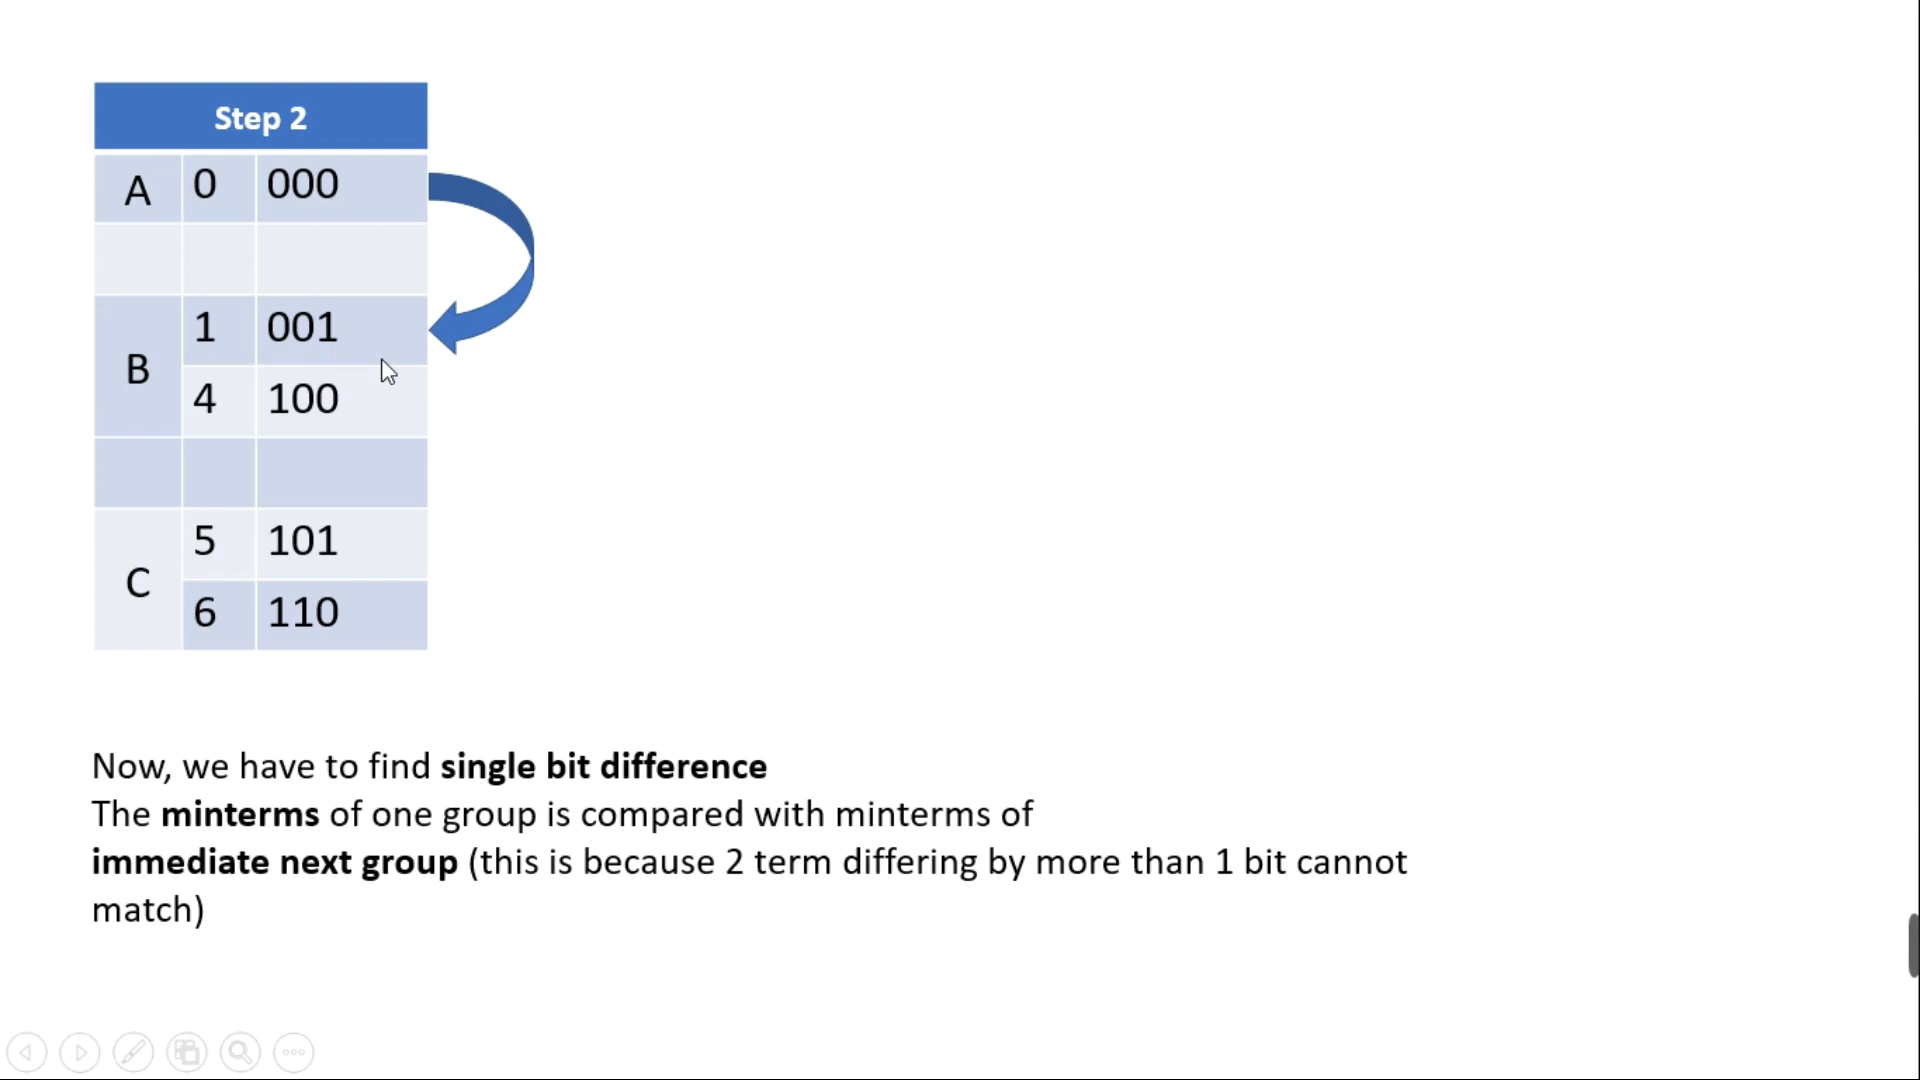 Step 2
A 0 000
B 1 001
4 100
C 5 101
6 110
Now, we have to find single bit difference
The minterms of one group is compared with minterms of
immediate next group (this is because 2 term differing by more than 1 bit cannot
match)